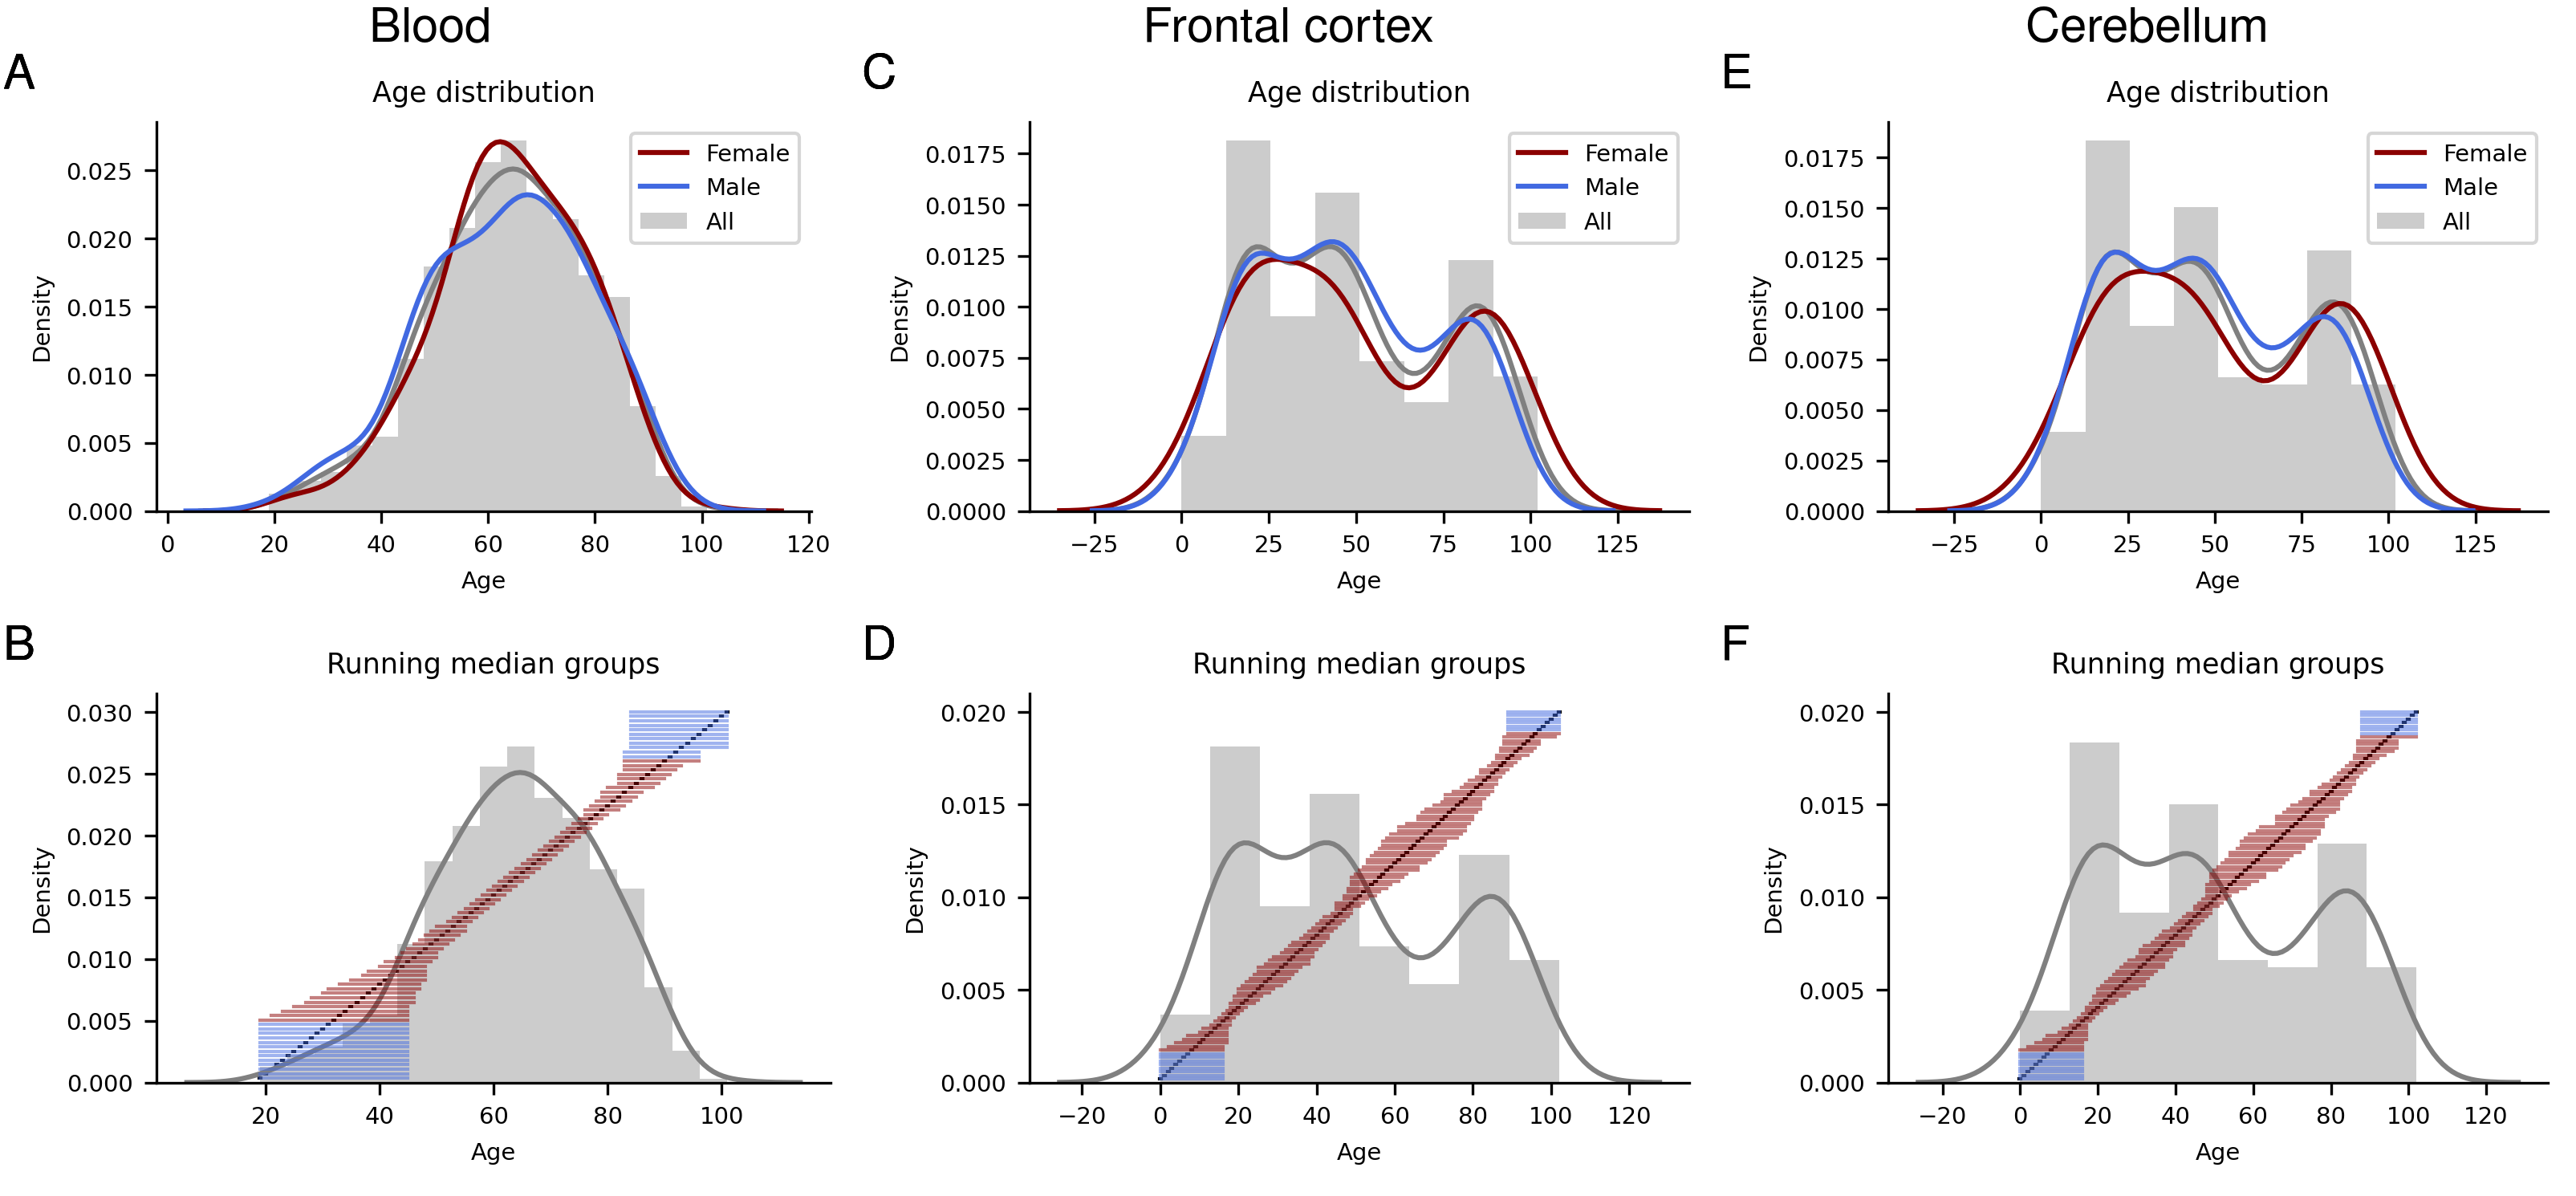 Blood
Frontal cortex
Cerebellum
A
Age distribution
Female
Male
All
0.025
0.020
0.015
0.010
0.005
0.000
Density
0 20 40 60 80 100 120
Age
C
Age distribution
Female
Male
All
0.0175
0.0150
0.0125
0.0100
0.0075
0.0050
0.0025
0.0000
Density
−25 0 25 50 75 100 125
Age
E
Age distribution
Female
Male
All
0.0175
0.0150
0.0125
0.0100
0.0075
0.0050
0.0025
0.0000
Density
−25 0 25 50 75 100 125
Age
B
Running median groups
0.030
0.025
0.020
0.015
0.010
0.005
0.000
Density
20 40 60 80 100
Age
D
Running median groups
0.020
0.015
0.010
0.005
0.000
Density
−20 0 20 40 60 80 100 120
Age
F
Running median groups
0.020
0.015
0.010
0.005
0.000
Density
−20 0 20 40 60 80 100 120
Age